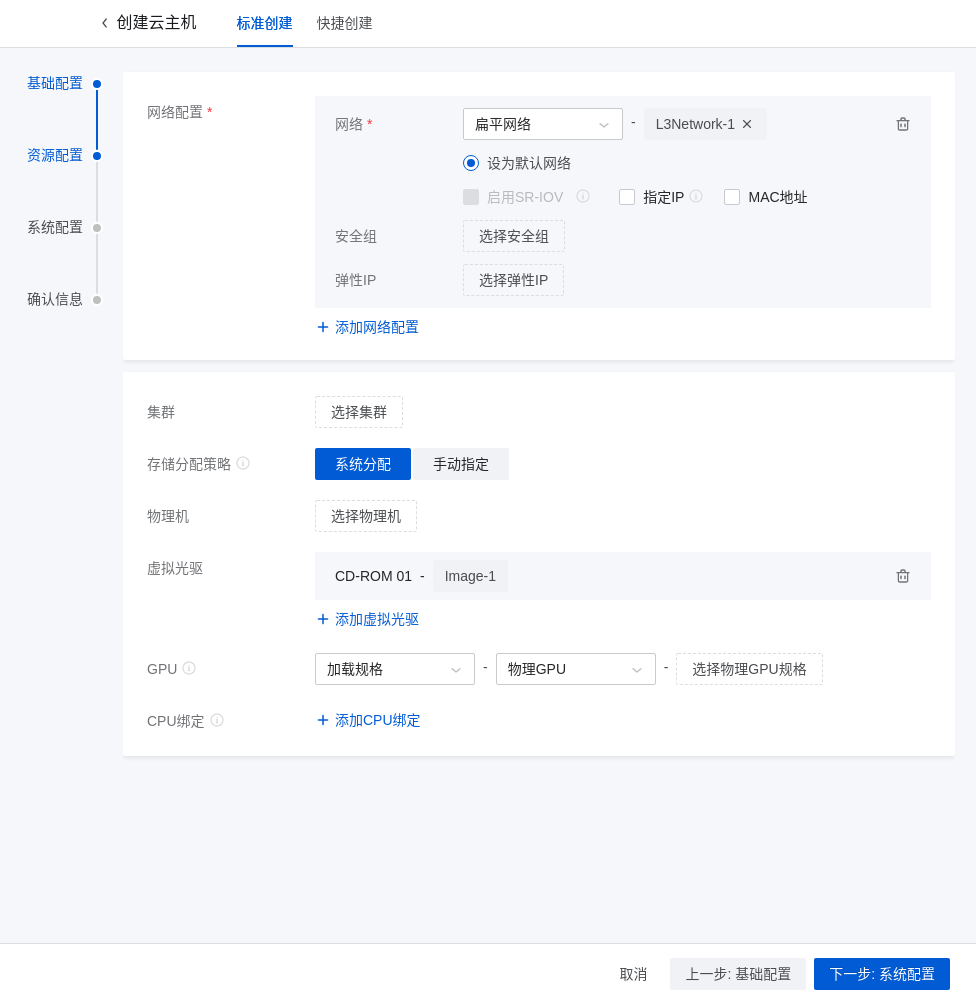 创建云主机 标准创建 快捷创建
基础配置
资源配置
系统配置
确认信息
网络配置 *
网络 * 扁平网络 - L3Network-1 ×
设为默认网络
启用SR-IOV 指定IP MAC地址
安全组 选择安全组
弹性IP 选择弹性IP
+ 添加网络配置
集群 选择集群
存储分配策略 系统分配 手动指定
物理机 选择物理机
虚拟光驱 CD-ROM 01 - Image-1
+ 添加虚拟光驱
GPU 加载规格 - 物理GPU - 选择物理GPU规格
CPU绑定 + 添加CPU绑定
取消 上一步: 基础配置 下一步: 系统配置